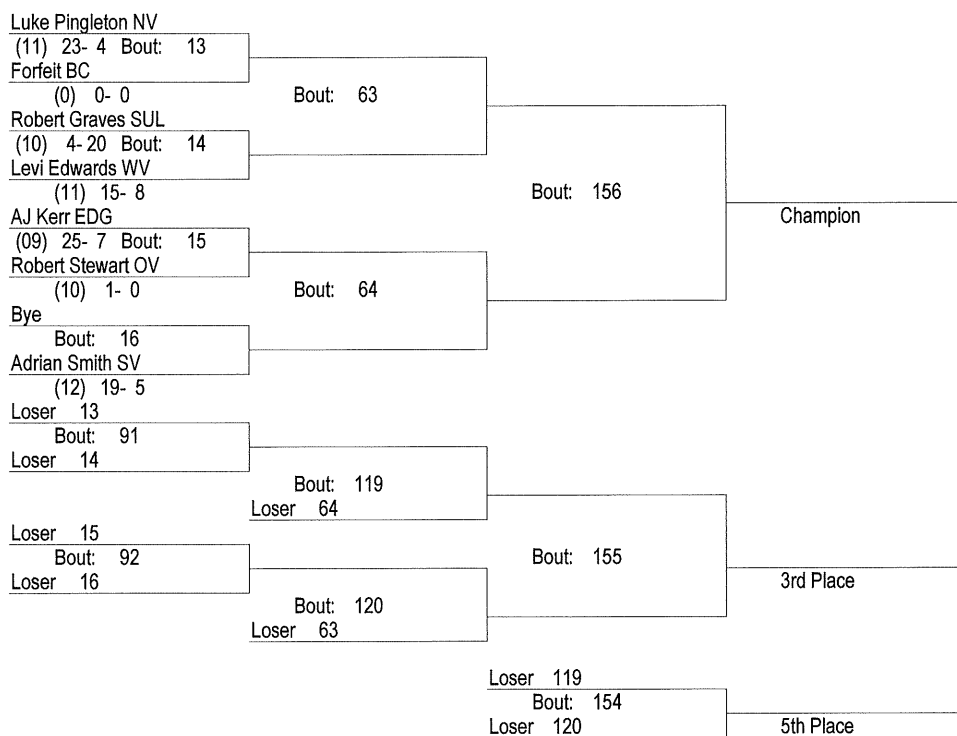 Luke Pingleton NV
(11) 23- 4 Bout: 13
Forfeit BC
(0) 0- 0
Bout: 63
Robert Graves SUL
(10) 4- 20 Bout: 14
Levi Edwards WV
(11) 15- 8
Bout: 156
Champion
AJ Kerr EDG
(09) 25- 7 Bout: 15
Robert Stewart OV
(10) 1- 0
Bout: 64
Bye
Bout: 16
Adrian Smith SV
(12) 19- 5
Loser 13
Bout: 91
Loser 14
Bout: 119
Loser 64
Loser 15
Bout: 92
Loser 16
Bout: 155
3rd Place
Bout: 120
Loser 63
Loser 119
Bout: 154
Loser 120
5th Place